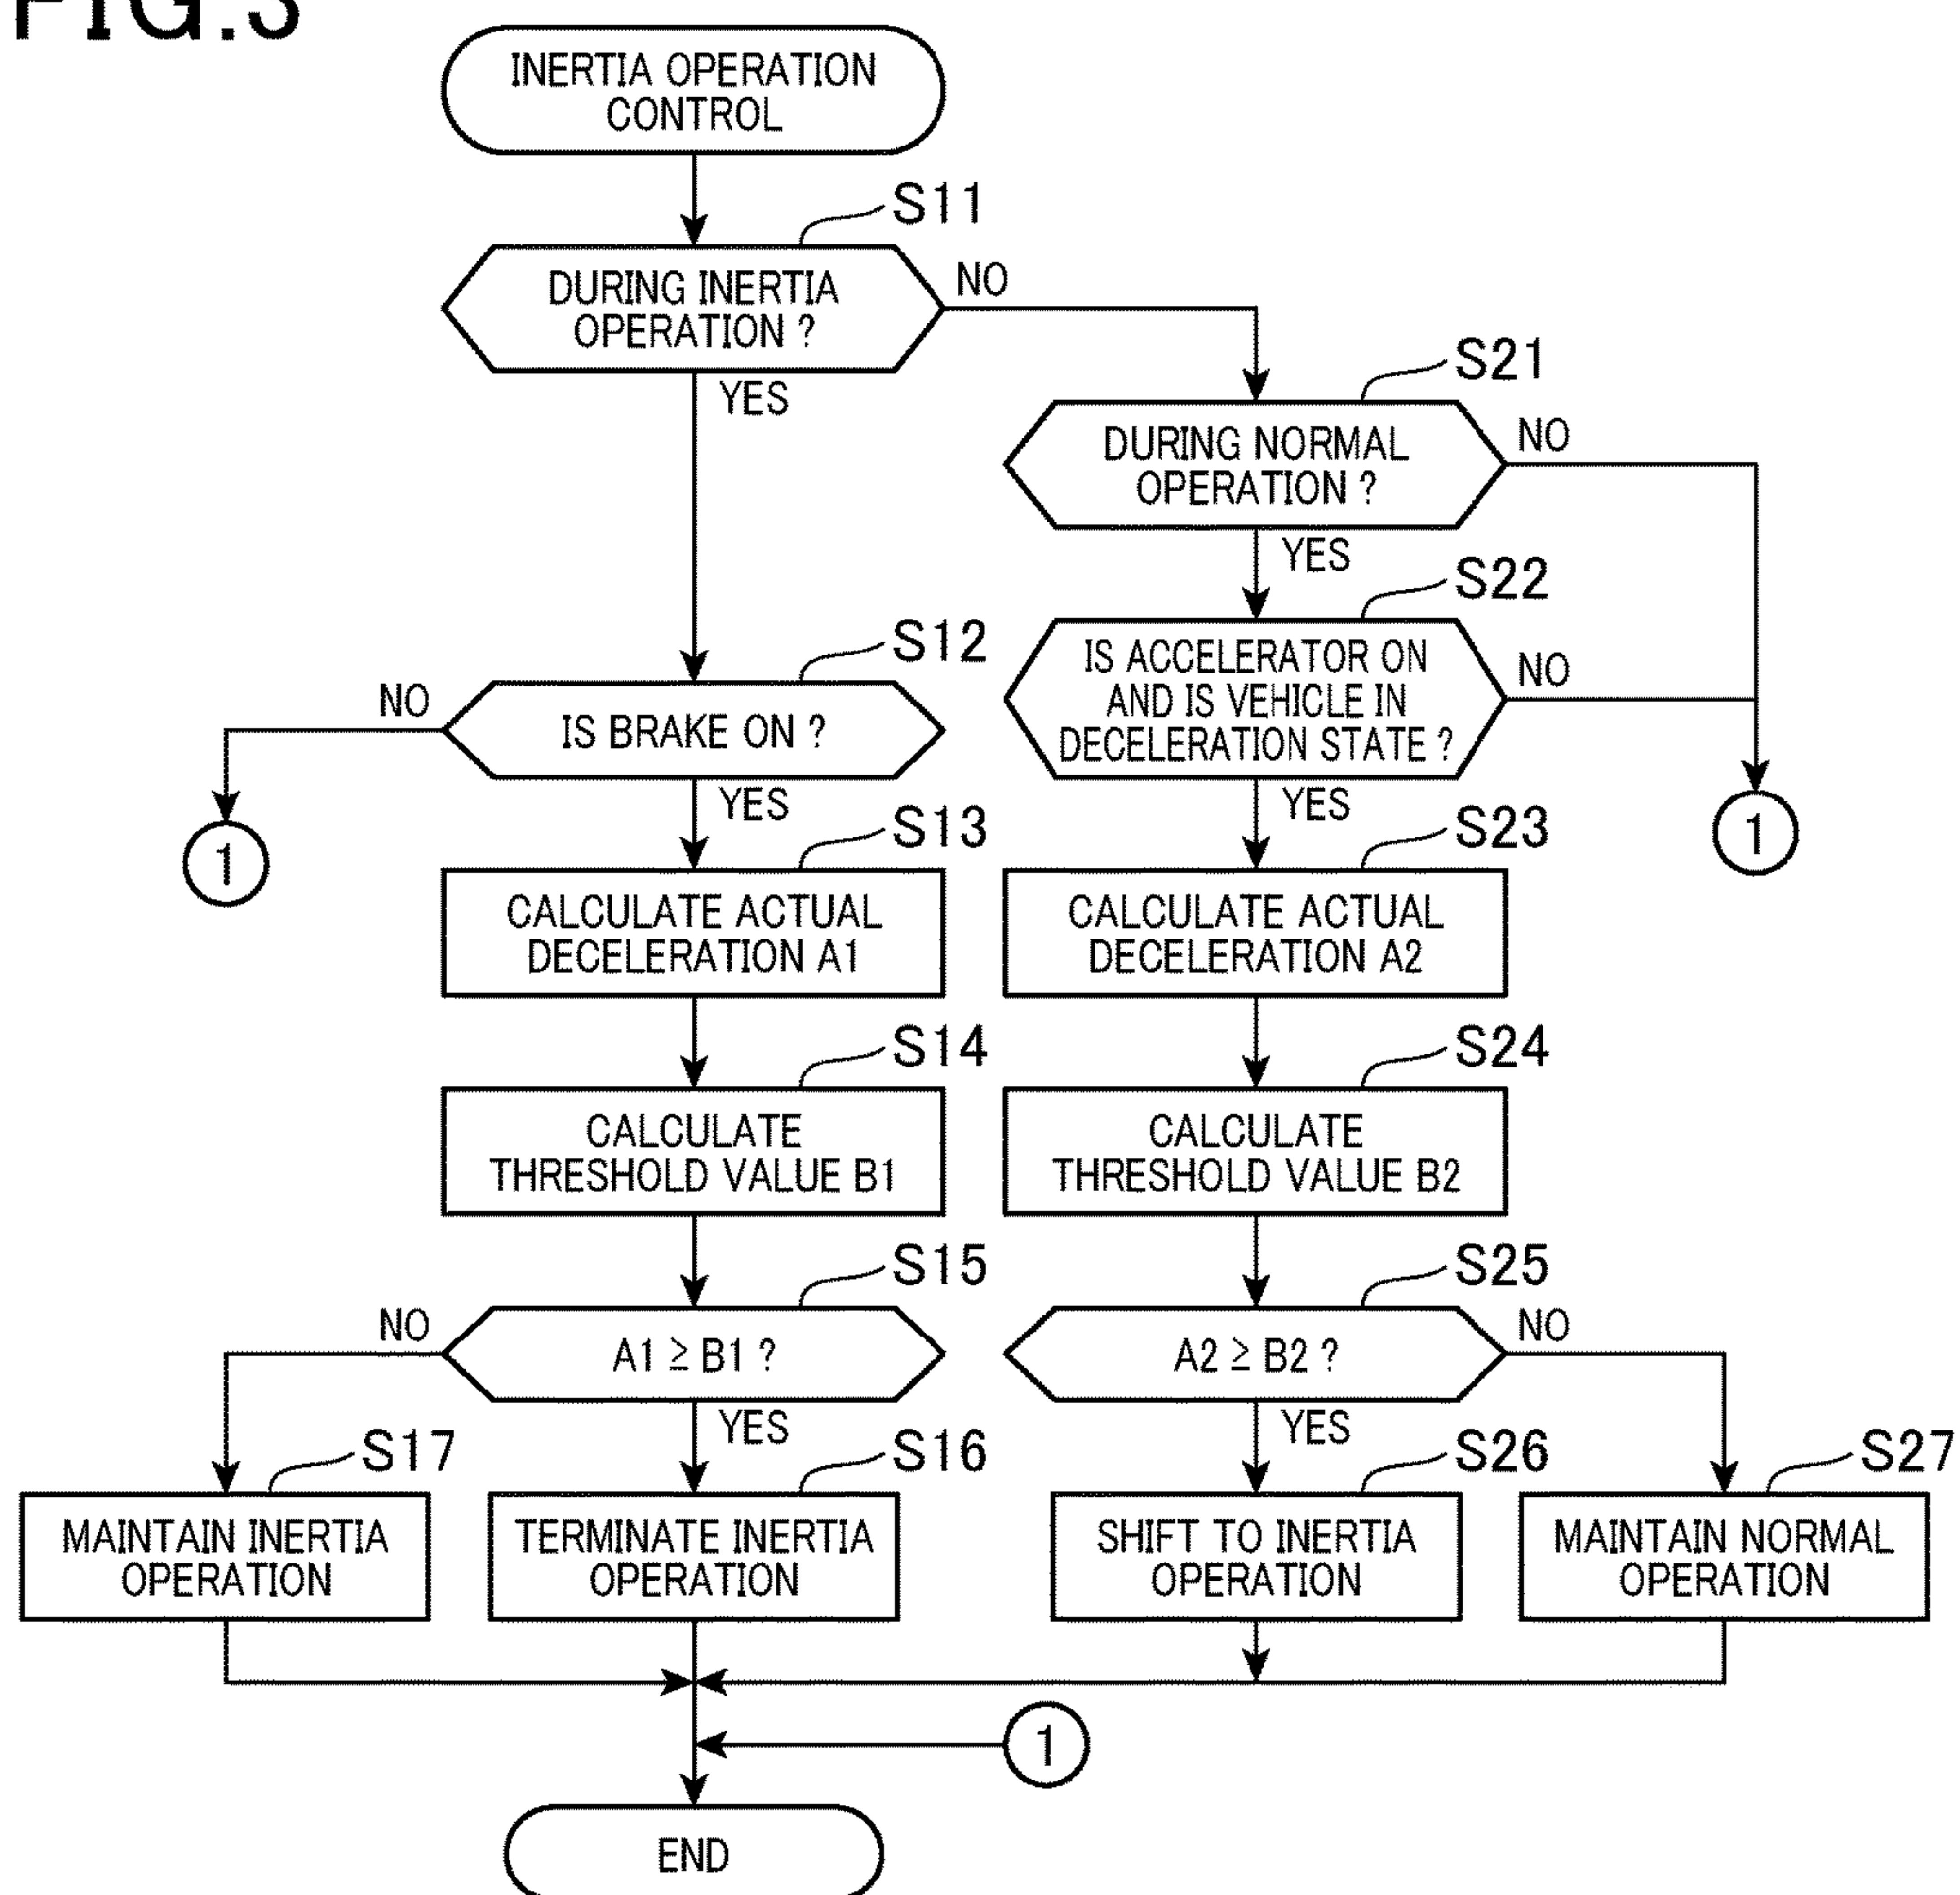 FIG.3
INERTIA OPERATION
CONTROL
S11
DURING INERTIA
OPERATION ?
NO
YES
S21
DURING NORMAL
OPERATION ?
NO
YES
S22
IS ACCELERATOR ON
AND IS VEHICLE IN
DECELERATION STATE ?
NO
YES
S12
IS BRAKE ON ?
NO
YES
1
1
S13
CALCULATE ACTUAL
DECELERATION A1
S23
CALCULATE ACTUAL
DECELERATION A2
S14
CALCULATE
THRESHOLD VALUE B1
S24
CALCULATE
THRESHOLD VALUE B2
S15
A1 ≥ B1 ?
NO
YES
S25
A2 ≥ B2 ?
NO
YES
S17
MAINTAIN INERTIA
OPERATION
S16
TERMINATE INERTIA
OPERATION
S26
SHIFT TO INERTIA
OPERATION
S27
MAINTAIN NORMAL
OPERATION
1
END